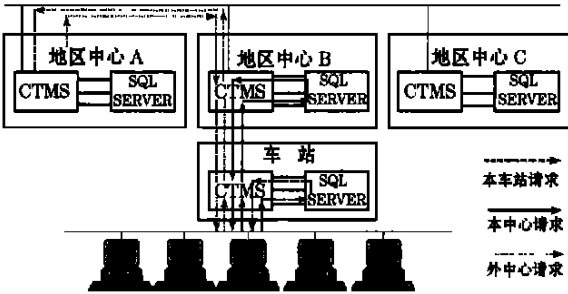 地区中心 A
CTMS
SQL
SERVER
地区中心 B
CTMS
SQL
SERVER
地区中心 C
CTMS
SQL
SERVER
车 站
CTMS
SQL
SERVER
本车站请求
本中心请求
外中心请求